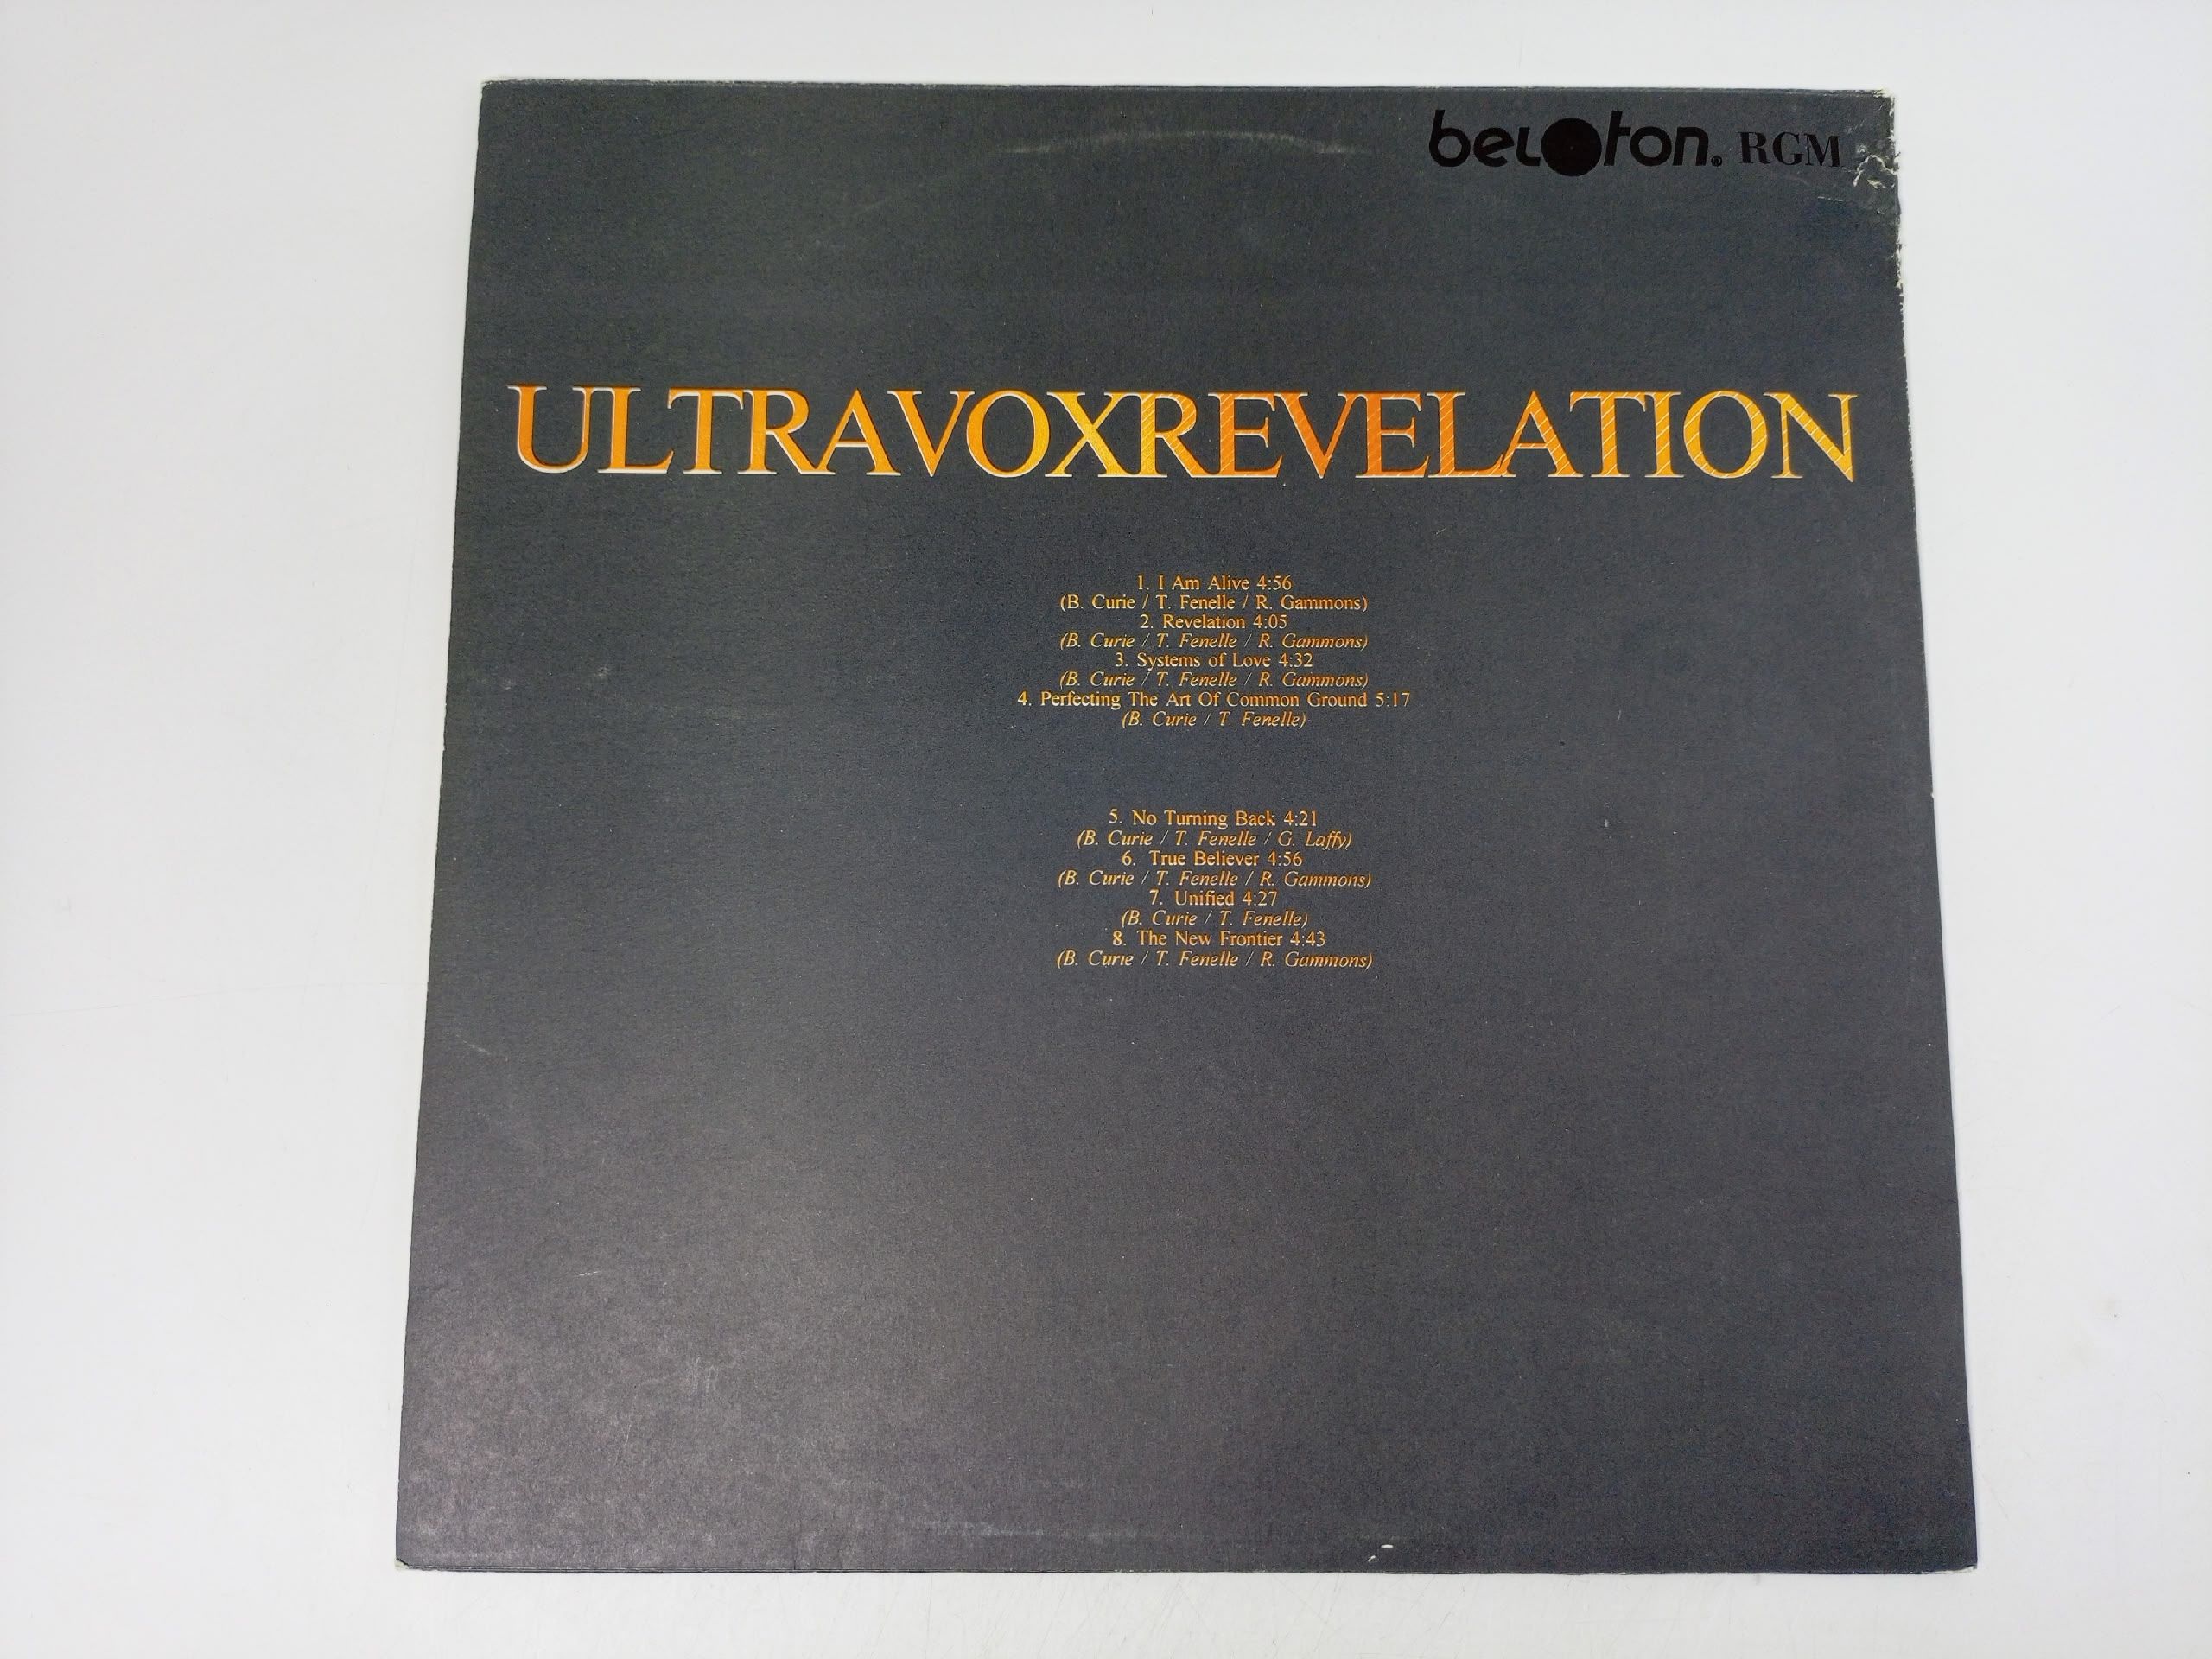 beloton® RGM
ULTRAVOXREVELATION
1. I Am Alive 4:56
(B. Curie / T. Fenelle / R. Gammons)
2. Revelation 4:05
(B. Curie / T. Fenelle / R. Gammons)
3. Systems of Love 4:32
(B. Curie / T. Fenelle / R. Gammons)
4. Perfecting The Art Of Common Ground 5:17
(B. Curie / T. Fenelle)
5. No Turning Back 4:21
(B. Curie / T. Fenelle / G. Laffy)
6. True Believer 4:56
(B. Curie / T. Fenelle / R. Gammons)
7. Unified 4:27
(B. Curie / T. Fenelle)
8. The New Frontier 4:43
(B. Curie / T. Fenelle / R. Gammons)